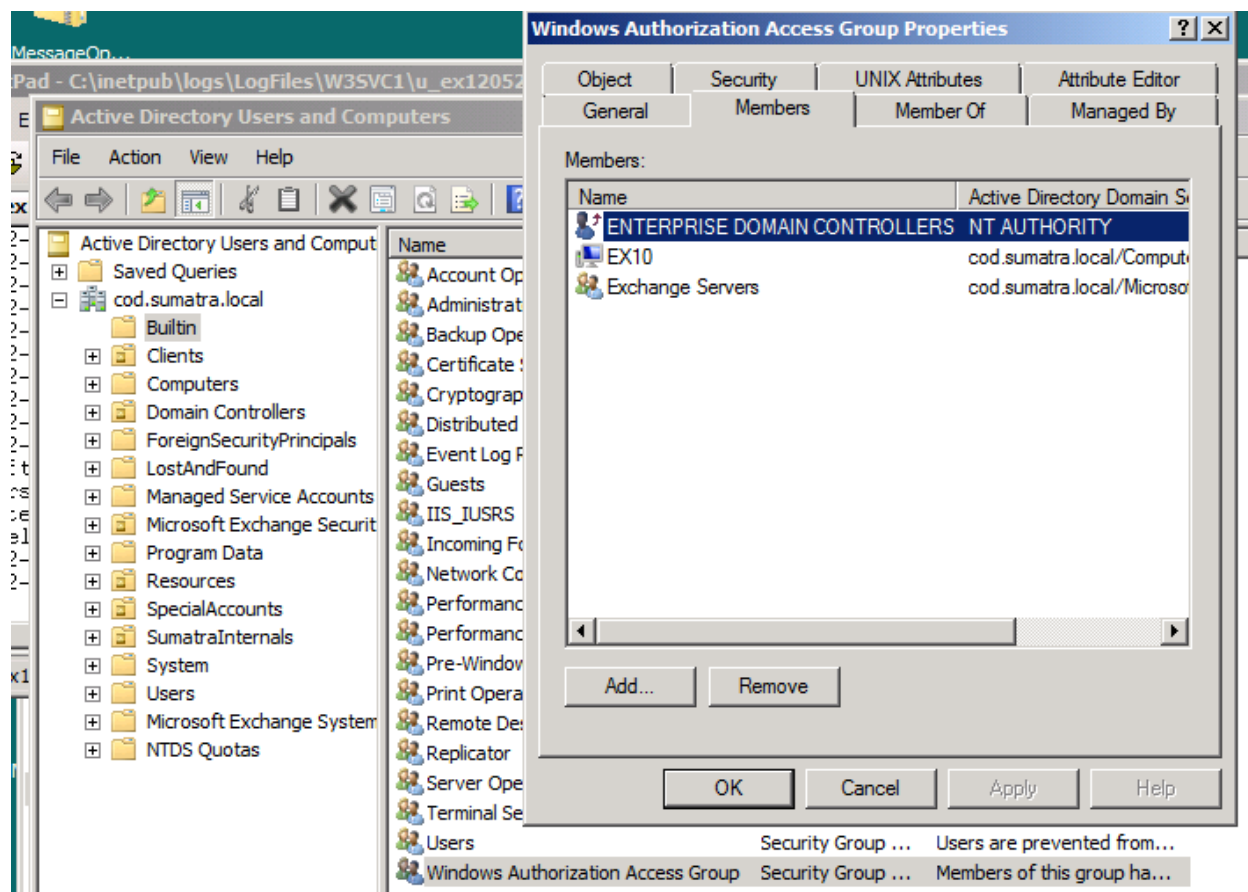 MessageOp...
Pad - C:\inetpub\logs\LogFiles\W3SVC1\u_ex12052
Active Directory Users and Computers
File Action View Help
Active Directory Users and Comput
Saved Queries
cod.sumatra.local
Builtin
Clients
Computers
Domain Controllers
ForeignSecurityPrincipals
LostAndFound
Managed Service Accounts
Microsoft Exchange Securit
Program Data
Resources
SpecialAccounts
SumatraInternals
System
Users
Microsoft Exchange System
NTDS Quotas
Name
Account Op
Administrat
Backup Ope
Certificate S
Cryptograp
Distributed
Event Log R
Guests
IIS_IUSRS
Incoming Fo
Network Co
Performanc
Performanc
Pre-Window
Print Opera
Remote Des
Replicator
Server Ope
Terminal Se
Users Security Group ... Users are prevented from...
Windows Authorization Access Group Security Group ... Members of this group ha...
Windows Authorization Access Group Properties
Object Security UNIX Attributes Attribute Editor
General Members Member Of Managed By
Members:
Name Active Directory Domain Se
ENTERPRISE DOMAIN CONTROLLERS NT AUTHORITY
EX10 cod.sumatra.local/Compute
Exchange Servers cod.sumatra.local/Microsof
Add... Remove
OK Cancel Apply Help